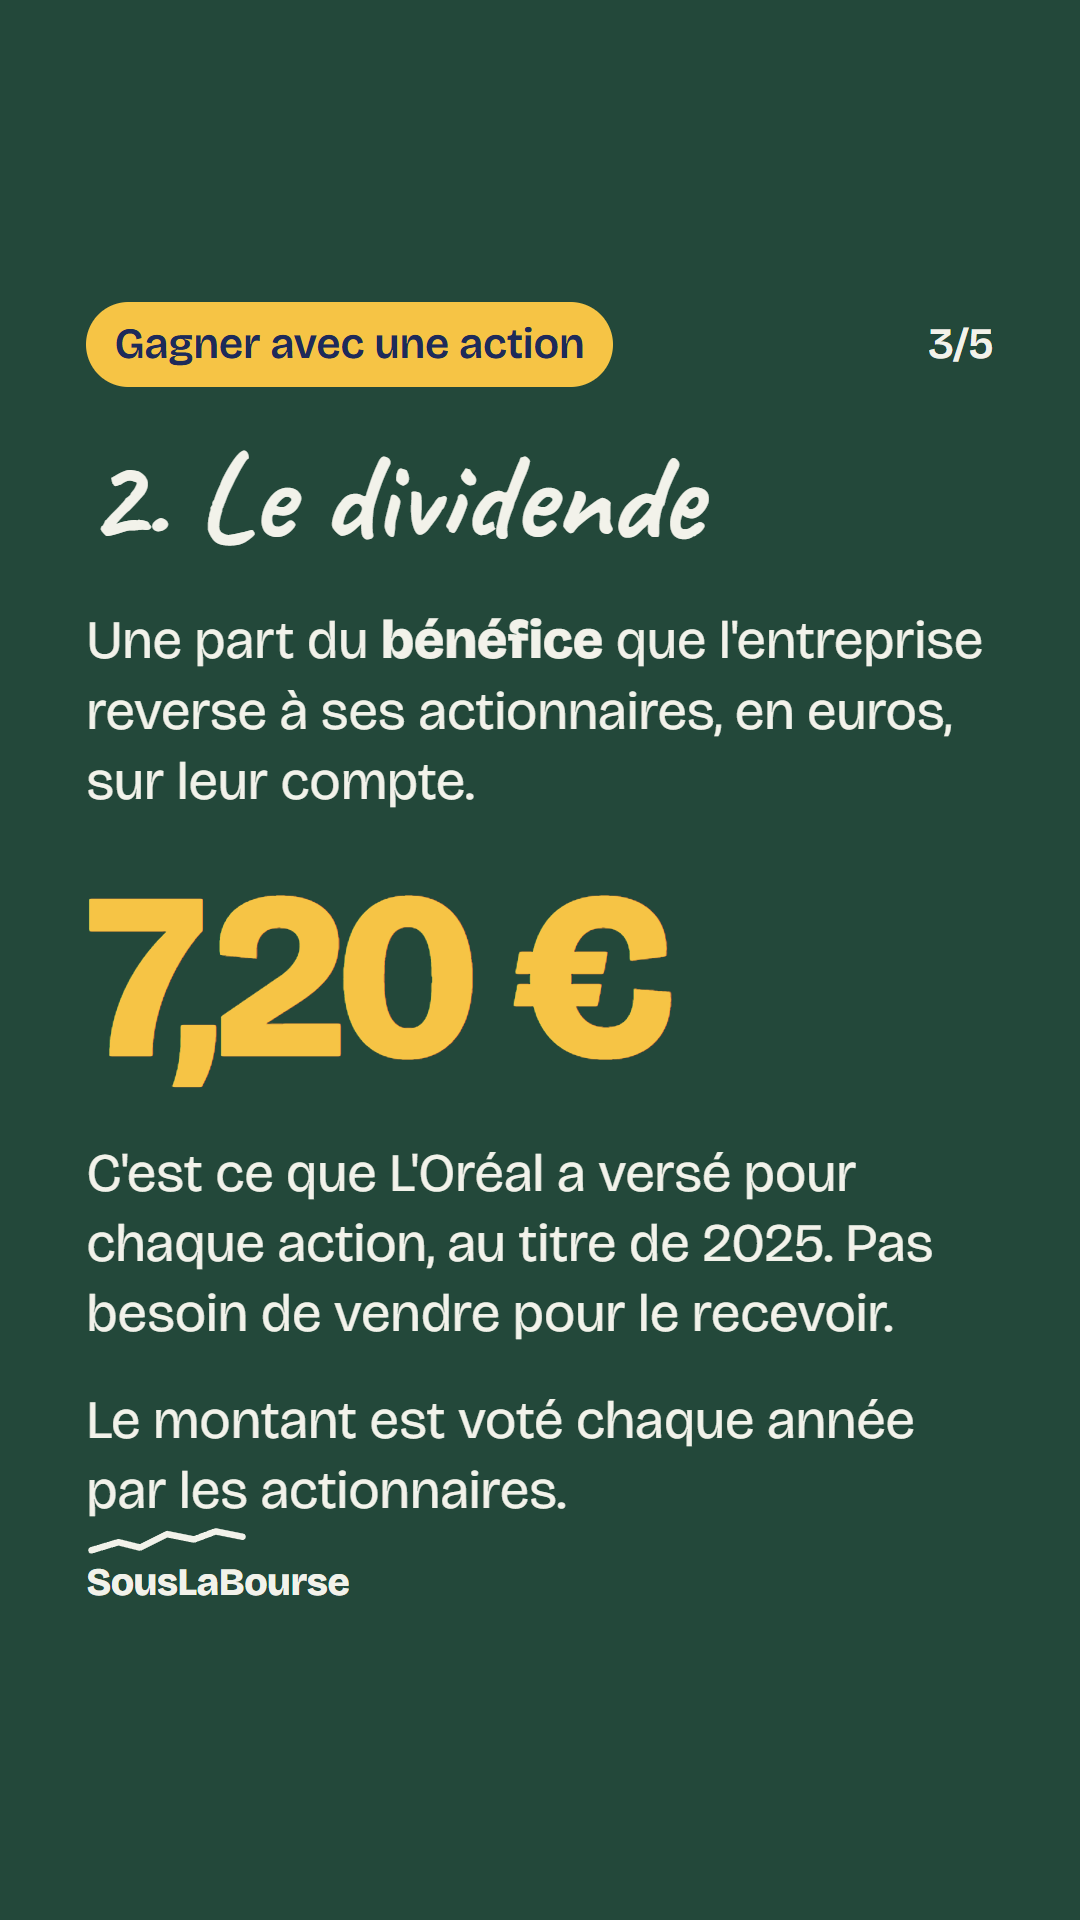 Gagner avec une action
3/5
2. Le dividende
Une part du bénéfice que l'entreprise
reverse à ses actionnaires, en euros,
sur leur compte.
7,20 €
C'est ce que L'Oréal a versé pour
chaque action, au titre de 2025. Pas
besoin de vendre pour le recevoir.
Le montant est voté chaque année
par les actionnaires.
SousLaBourse